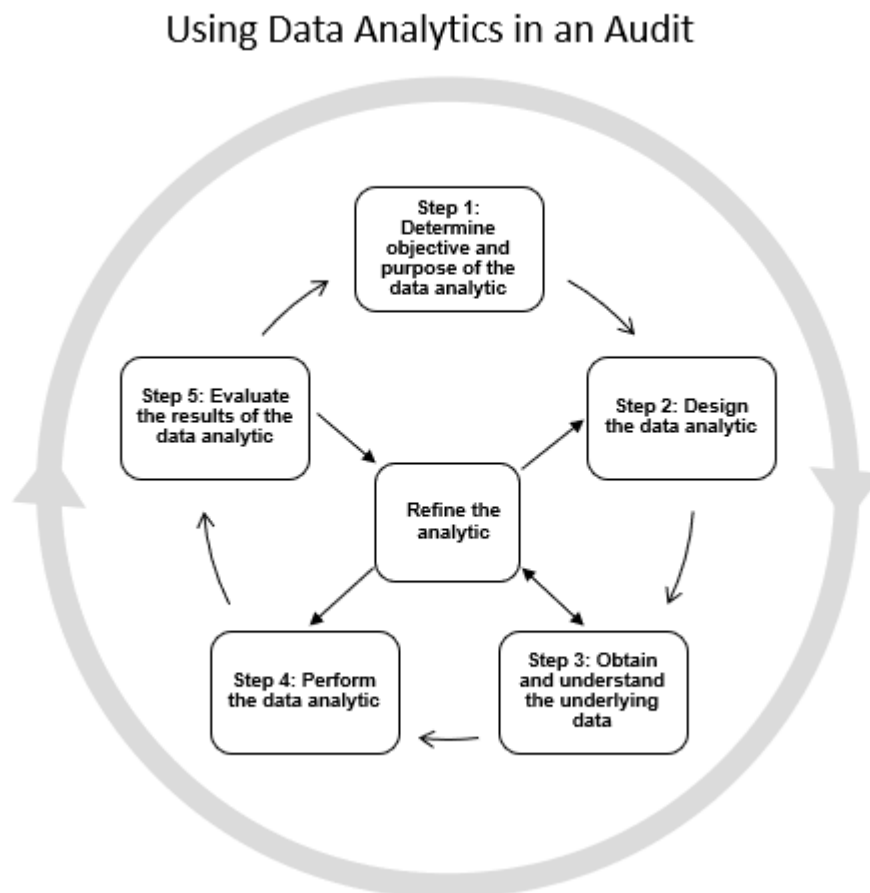 Using Data Analytics in an Audit
Step 1:
Determine
objective and
purpose of the
data analytic
Step 5: Evaluate
the results of the
data analytic
Step 2: Design
the data analytic
Refine the
analytic
Step 4: Perform
the data analytic
Step 3: Obtain
and understand
the underlying
data